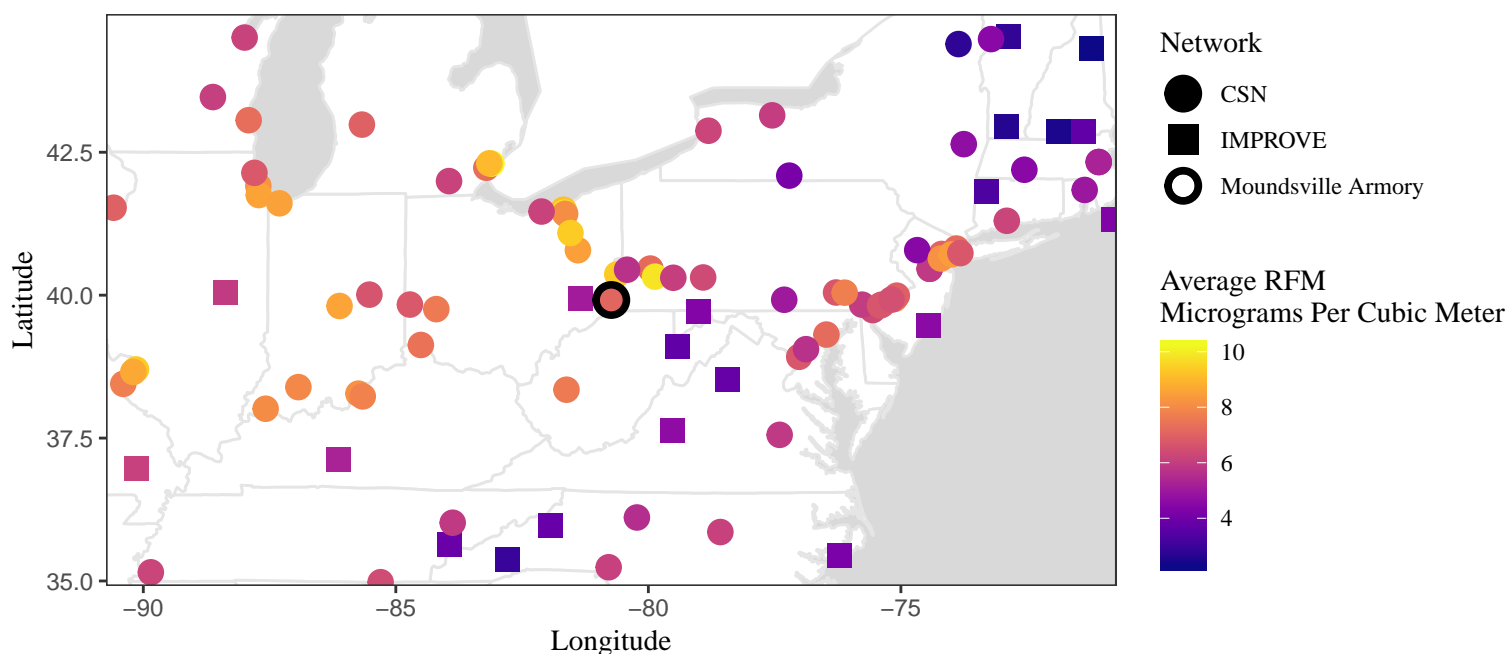 42.5
40.0
37.5
35.0
Latitude
−90
−85
−80
−75
Longitude
Network
CSN
IMPROVE
Moundsville Armory
Average RFM
Micrograms Per Cubic Meter
10
8
6
4